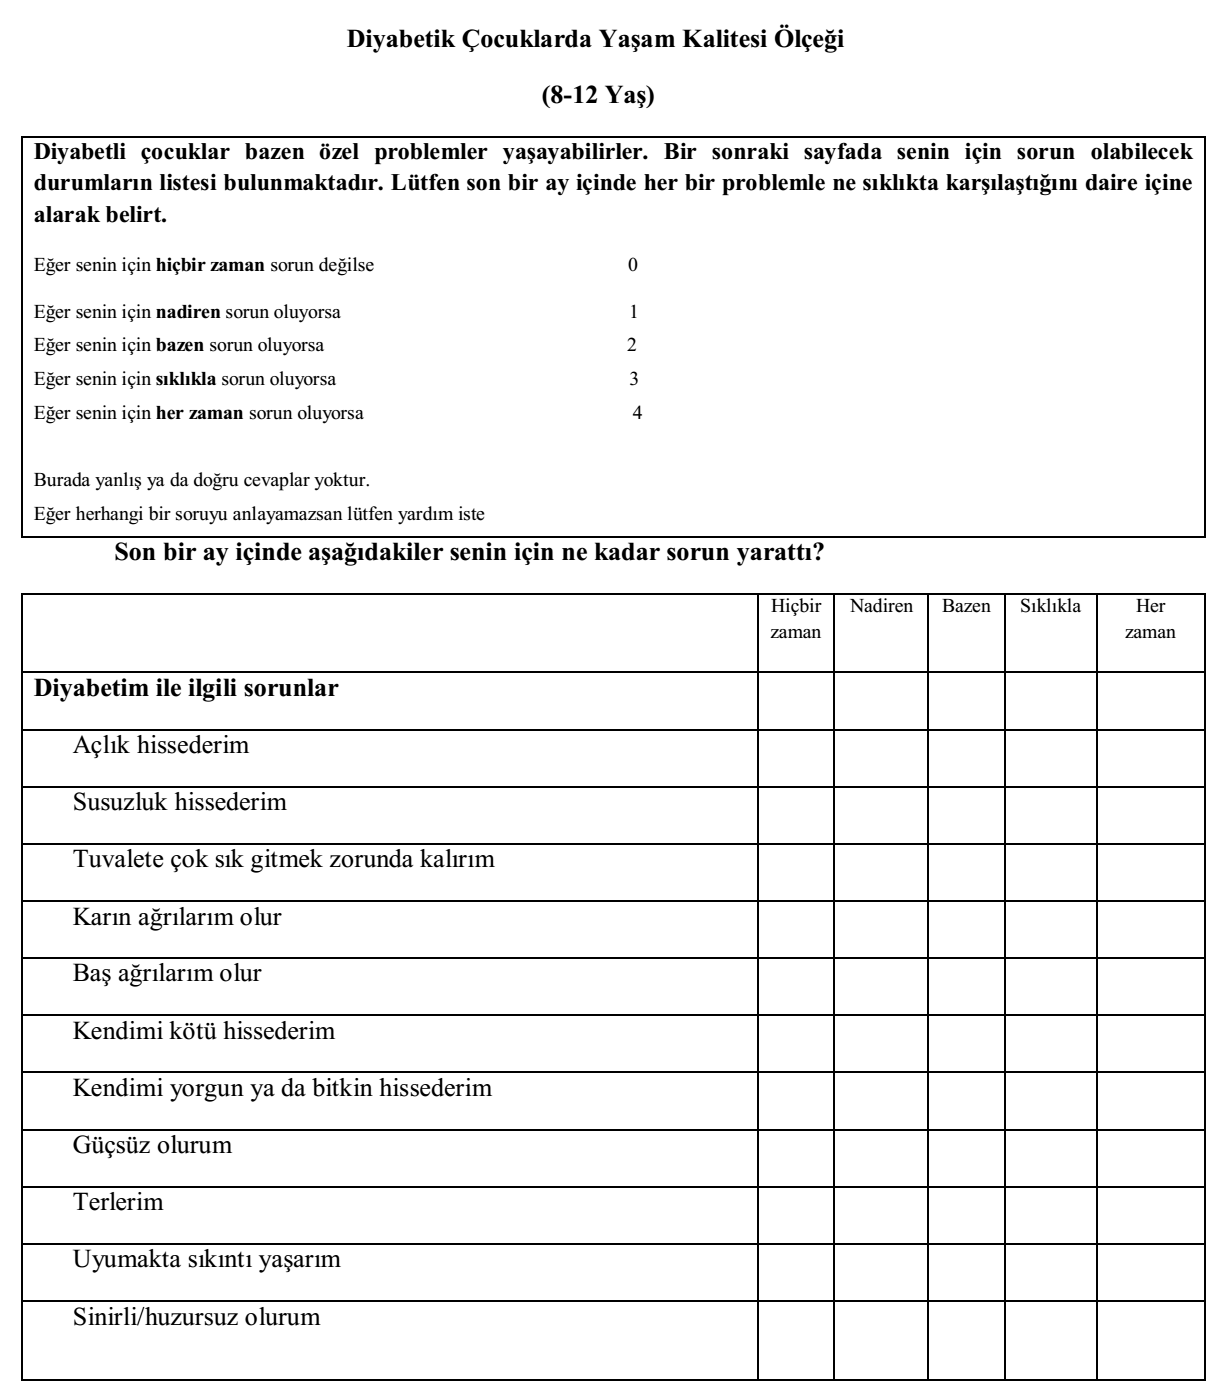 Diyabetik Çocuklarda Yaşam Kalitesi Ölçeği
(8-12 Yaş)
Diyabetli çocuklar bazen özel problemler yaşayabilirler. Bir sonraki sayfada senin için sorun olabilecek
durumların listesi bulunmaktadır. Lütfen son bir ay içinde her bir problemle ne sıklıkta karşılaştığını daire içine
alarak belirt.
Eğer senin için hiçbir zaman sorun değilse 0
Eğer senin için nadiren sorun oluyorsa 1
Eğer senin için bazen sorun oluyorsa 2
Eğer senin için sıklıkla sorun oluyorsa 3
Eğer senin için her zaman sorun oluyorsa 4
Burada yanlış ya da doğru cevaplar yoktur.
Eğer herhangi bir soruyu anlayamazsan lütfen yardım iste
Son bir ay içinde aşağıdakiler senin için ne kadar sorun yarattı?
Hiçbir Nadiren Bazen Sıklıkla Her
zaman zaman
Diyabetim ile ilgili sorunlar
Açlık hissederim
Susuzluk hissederim
Tuvalete çok sık gitmek zorunda kalırım
Karın ağrılarım olur
Baş ağrılarım olur
Kendimi kötü hissederim
Kendimi yorgun ya da bitkin hissederim
Güçsüz olurum
Terlerim
Uyumakta sıkıntı yaşarım
Sinirli/huzursuz olurum